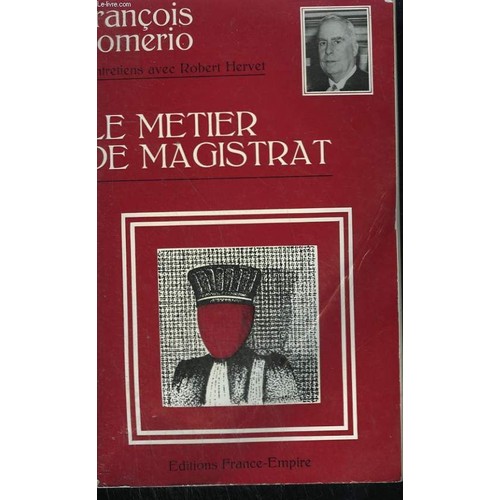 rançois
omerio
ntretiens avec Robert Hervet
LE METIER
DE MAGISTRAT
Editions France-Empire